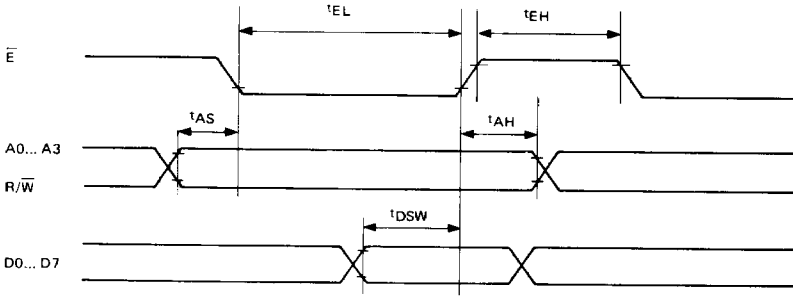 tEL
tEH
E̅
tAS
tAH
A0... A3
R/W̅
tDSW
D0... D7